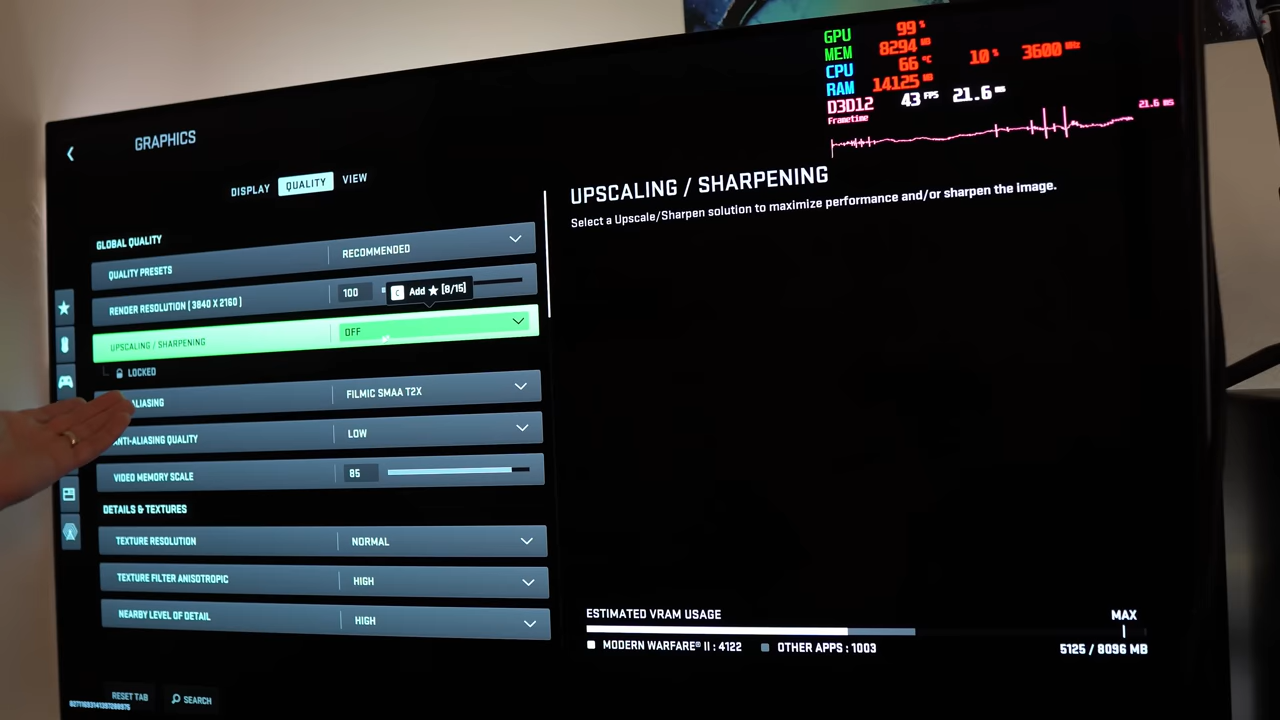 GPU 99 %
MEM 8294 MB
CPU 66 °C 10 % 3600 MHz
RAM 14125 MB
D3D12 43 FPS 21.6 ms
Frametime
21.6 ms
GRAPHICS
DISPLAY QUALITY VIEW
GLOBAL QUALITY
QUALITY PRESETS RECOMMENDED
RENDER RESOLUTION (3840 X 2160) 100
C Add ★ [8/15]
UPSCALING / SHARPENING OFF
LOCKED
ALIASING FILMIC SMAA T2X
ANTI-ALIASING QUALITY LOW
VIDEO MEMORY SCALE 85
DETAILS & TEXTURES
TEXTURE RESOLUTION NORMAL
TEXTURE FILTER ANISOTROPIC HIGH
NEARBY LEVEL OF DETAIL HIGH
RESET TAB SEARCH
UPSCALING / SHARPENING
Select a Upscale/Sharpen solution to maximize performance and/or sharpen the image.
ESTIMATED VRAM USAGE MAX
MODERN WARFARE® II : 4122 OTHER APPS : 1003 5125 / 8096 MB